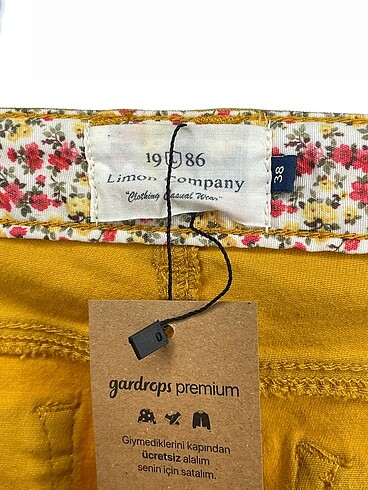 19 86
Limon Company
"Clothing Casual Wear"
38
gardrops premium
Giymediklerini kapından
ücretsiz alalım
senin için satalım.